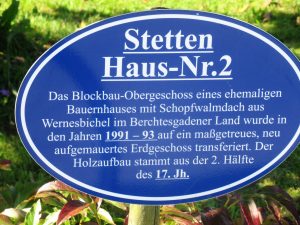 Stetten
Haus-Nr.2
Das Blockbau-Obergeschoss eines ehemaligen
Bauernhauses mit Schopfwalmdach aus
Wernesbichel im Berchtesgadener Land wurde in
den Jahren 1991 – 93 auf ein maßgetreues, neu
aufgemauertes Erdgeschoss transferiert. Der
Holzaufbau stammt aus der 2. Hälfte
des 17. Jh.